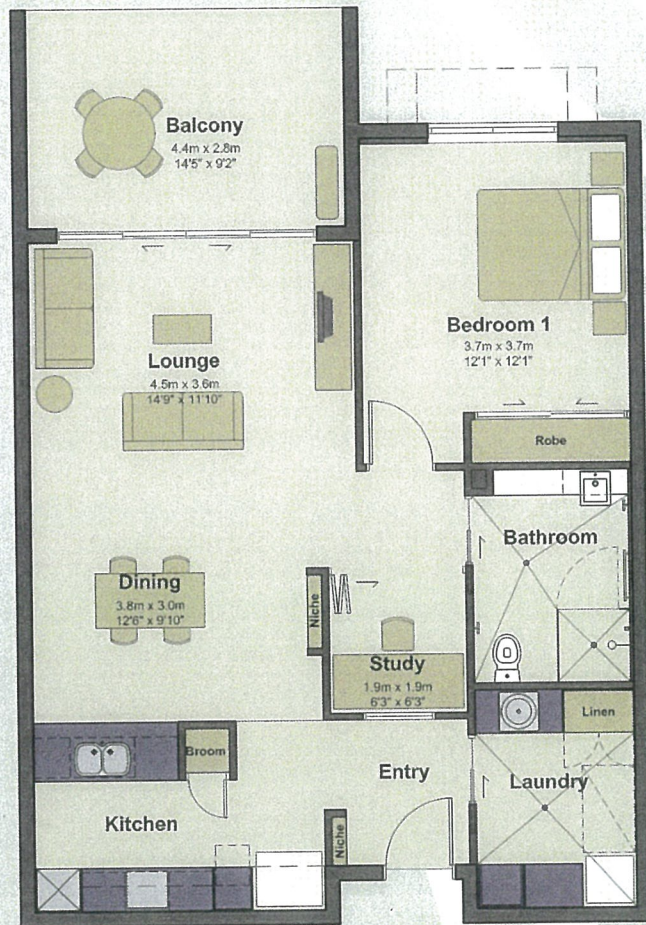 Balcony
4.4m x 2.8m
14'5" x 9'2"
Bedroom 1
3.7m x 3.7m
12'1" x 12'1"
Lounge
4.5m x 3.6m
14'9" x 11'10"
Robe
Bathroom
Dining
3.8m x 3.0m
12'6" x 9'10"
Niche
Study
1.9m x 1.9m
6'3" x 6'3"
Linen
Broom
Entry
Laundry
Kitchen
Niche